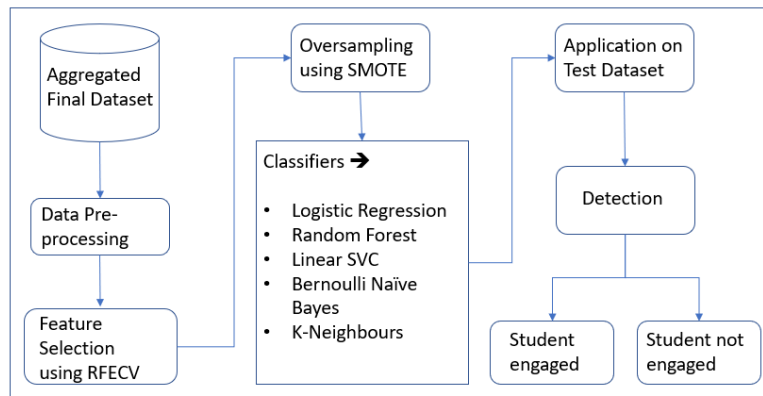 Aggregated
Final Dataset
Data Pre-
processing
Feature
Selection
using RFECV
Oversampling
using SMOTE
Classifiers ➔
• Logistic Regression
• Random Forest
• Linear SVC
• Bernoulli Naïve
Bayes
• K-Neighbours
Application on
Test Dataset
Detection
Student
engaged
Student not
engaged